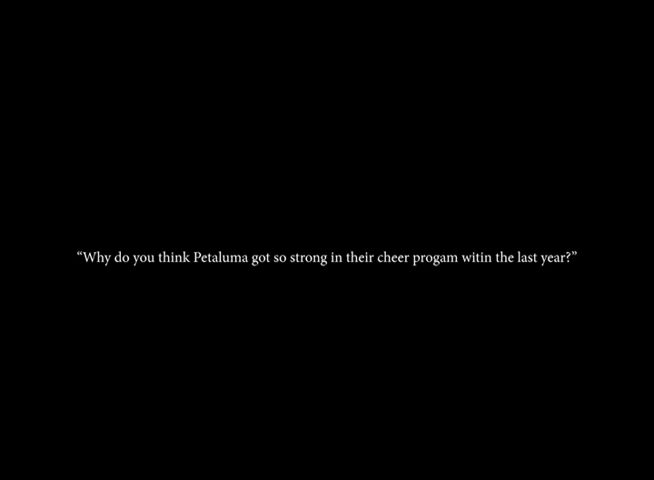 “Why do you think Petaluma got so strong in their cheer progam witin the last year?”